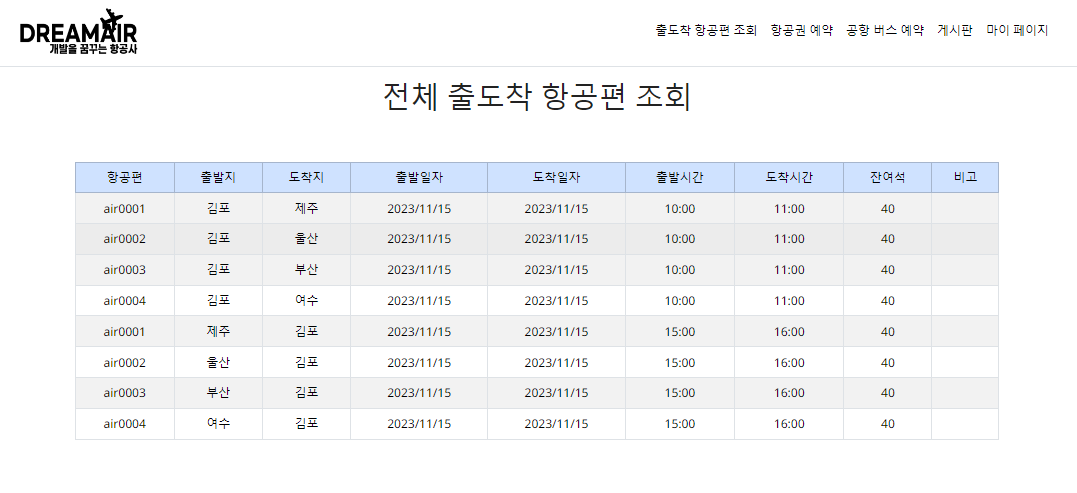 DREAMAIR
개발을 꿈꾸는 항공사
출도착 항공편 조회 항공권 예약 공항 버스 예약 게시판 마이 페이지
전체 출도착 항공편 조회
항공편 출발지 도착지 출발일자 도착일자 출발시간 도착시간 잔여석 비고
air0001 김포 제주 2023/11/15 2023/11/15 10:00 11:00 40
air0002 김포 울산 2023/11/15 2023/11/15 10:00 11:00 40
air0003 김포 부산 2023/11/15 2023/11/15 10:00 11:00 40
air0004 김포 여수 2023/11/15 2023/11/15 10:00 11:00 40
air0001 제주 김포 2023/11/15 2023/11/15 15:00 16:00 40
air0002 울산 김포 2023/11/15 2023/11/15 15:00 16:00 40
air0003 부산 김포 2023/11/15 2023/11/15 15:00 16:00 40
air0004 여수 김포 2023/11/15 2023/11/15 15:00 16:00 40